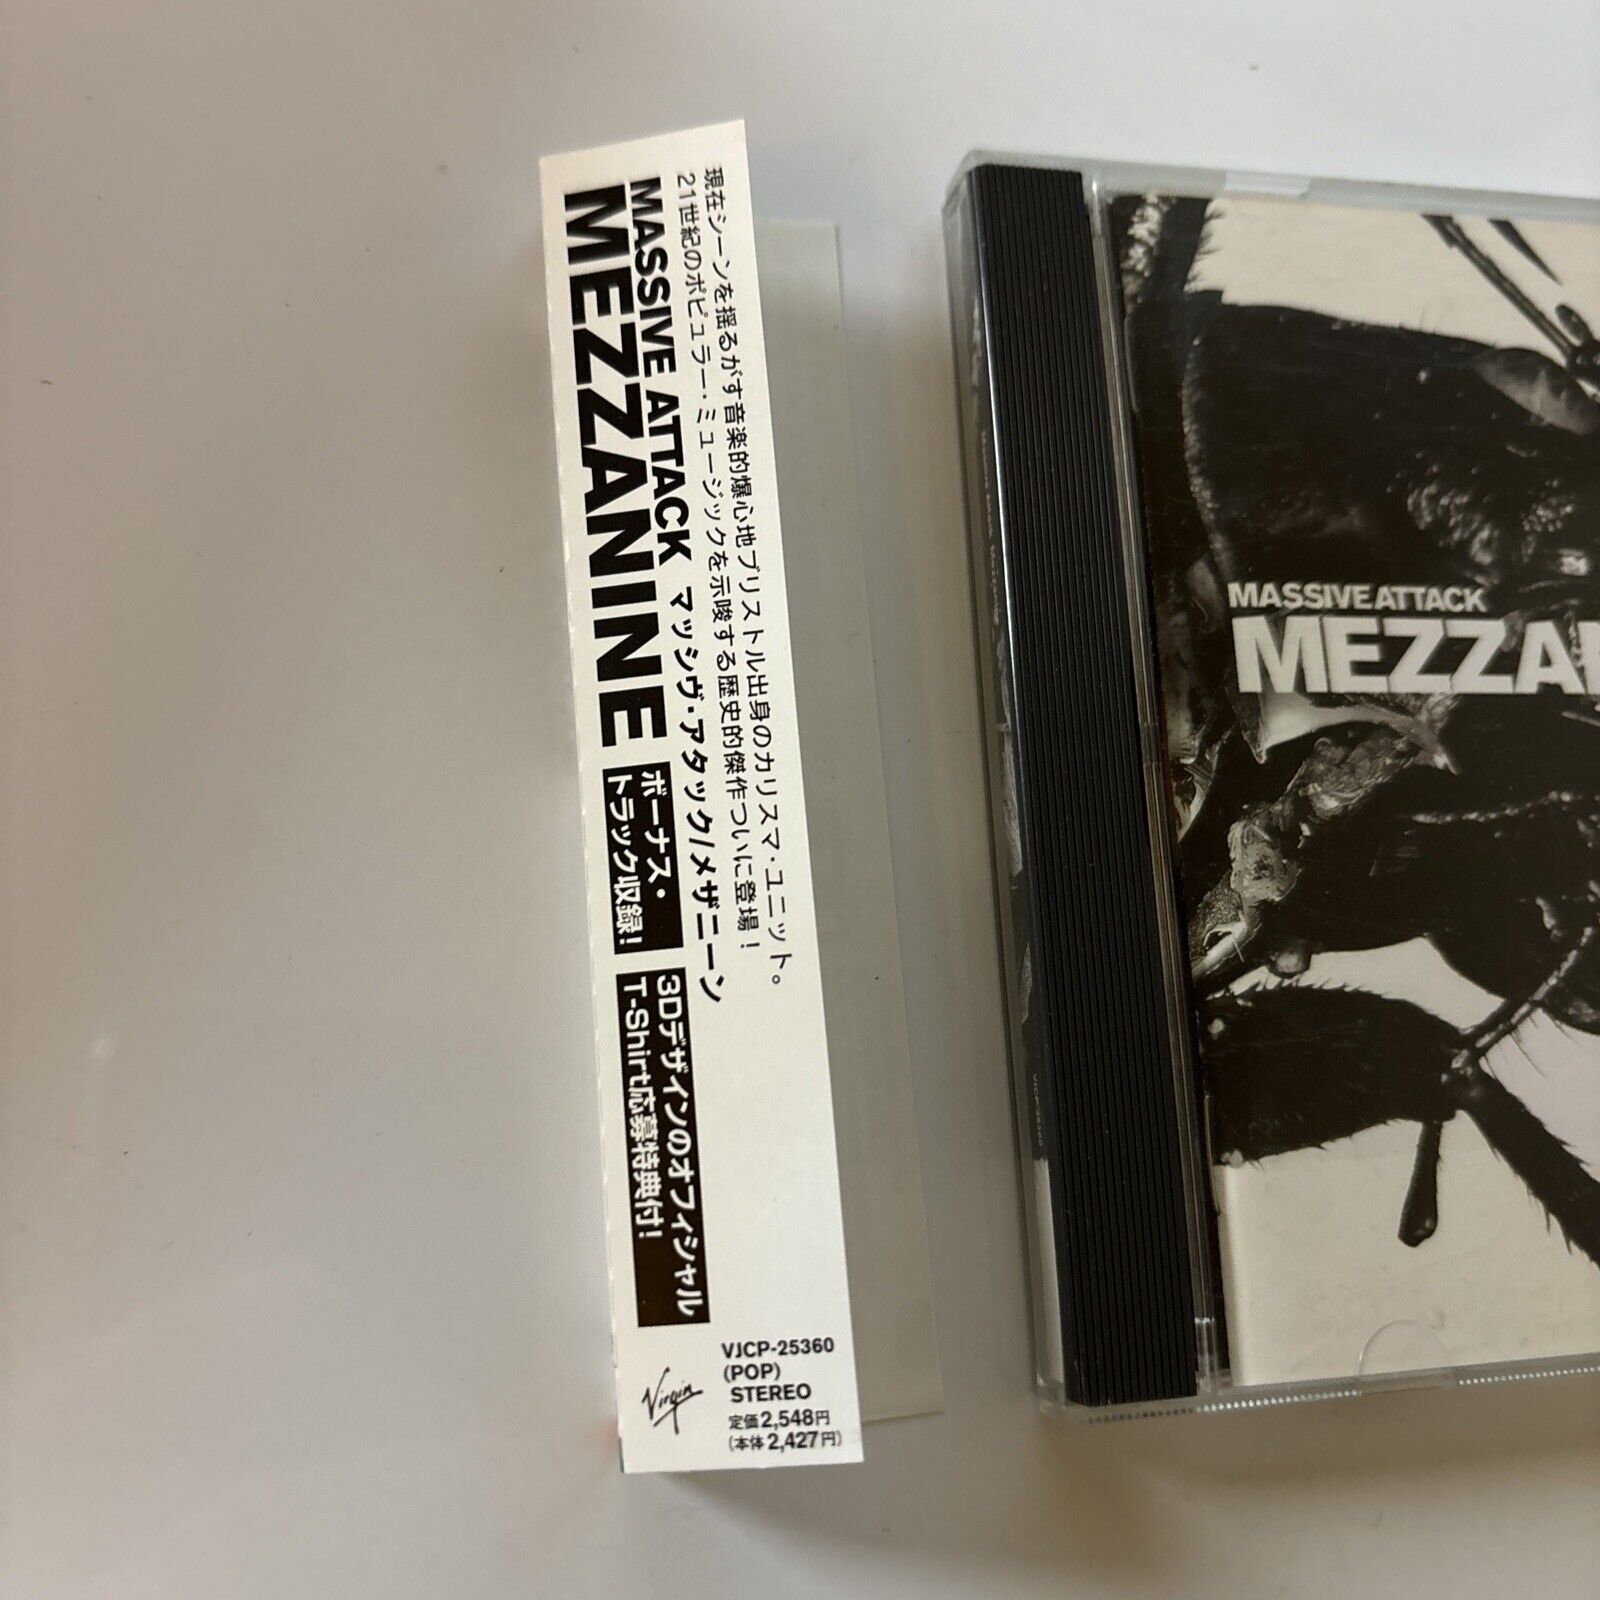 現在シーンを揺るがす音楽的爆心地ブリストル出身のカリスマ・ユニット。
21世紀のポピュラー・ミュージックを示唆する歴史的傑作ついに登場！
MASSIVE ATTACK マッシヴ・アタック/メザニーン
MEZZANINE
ボーナス・
トラック収録！
3Dデザインのオフィシャル
T-Shirt応募特典付！
Virgin
VJCP-25360
(POP)
STEREO
定価2,548円
(本体2,427円)
Massive Attack Mezzanine
VJCP-25360
MASSIVE ATTACK
MEZZAN